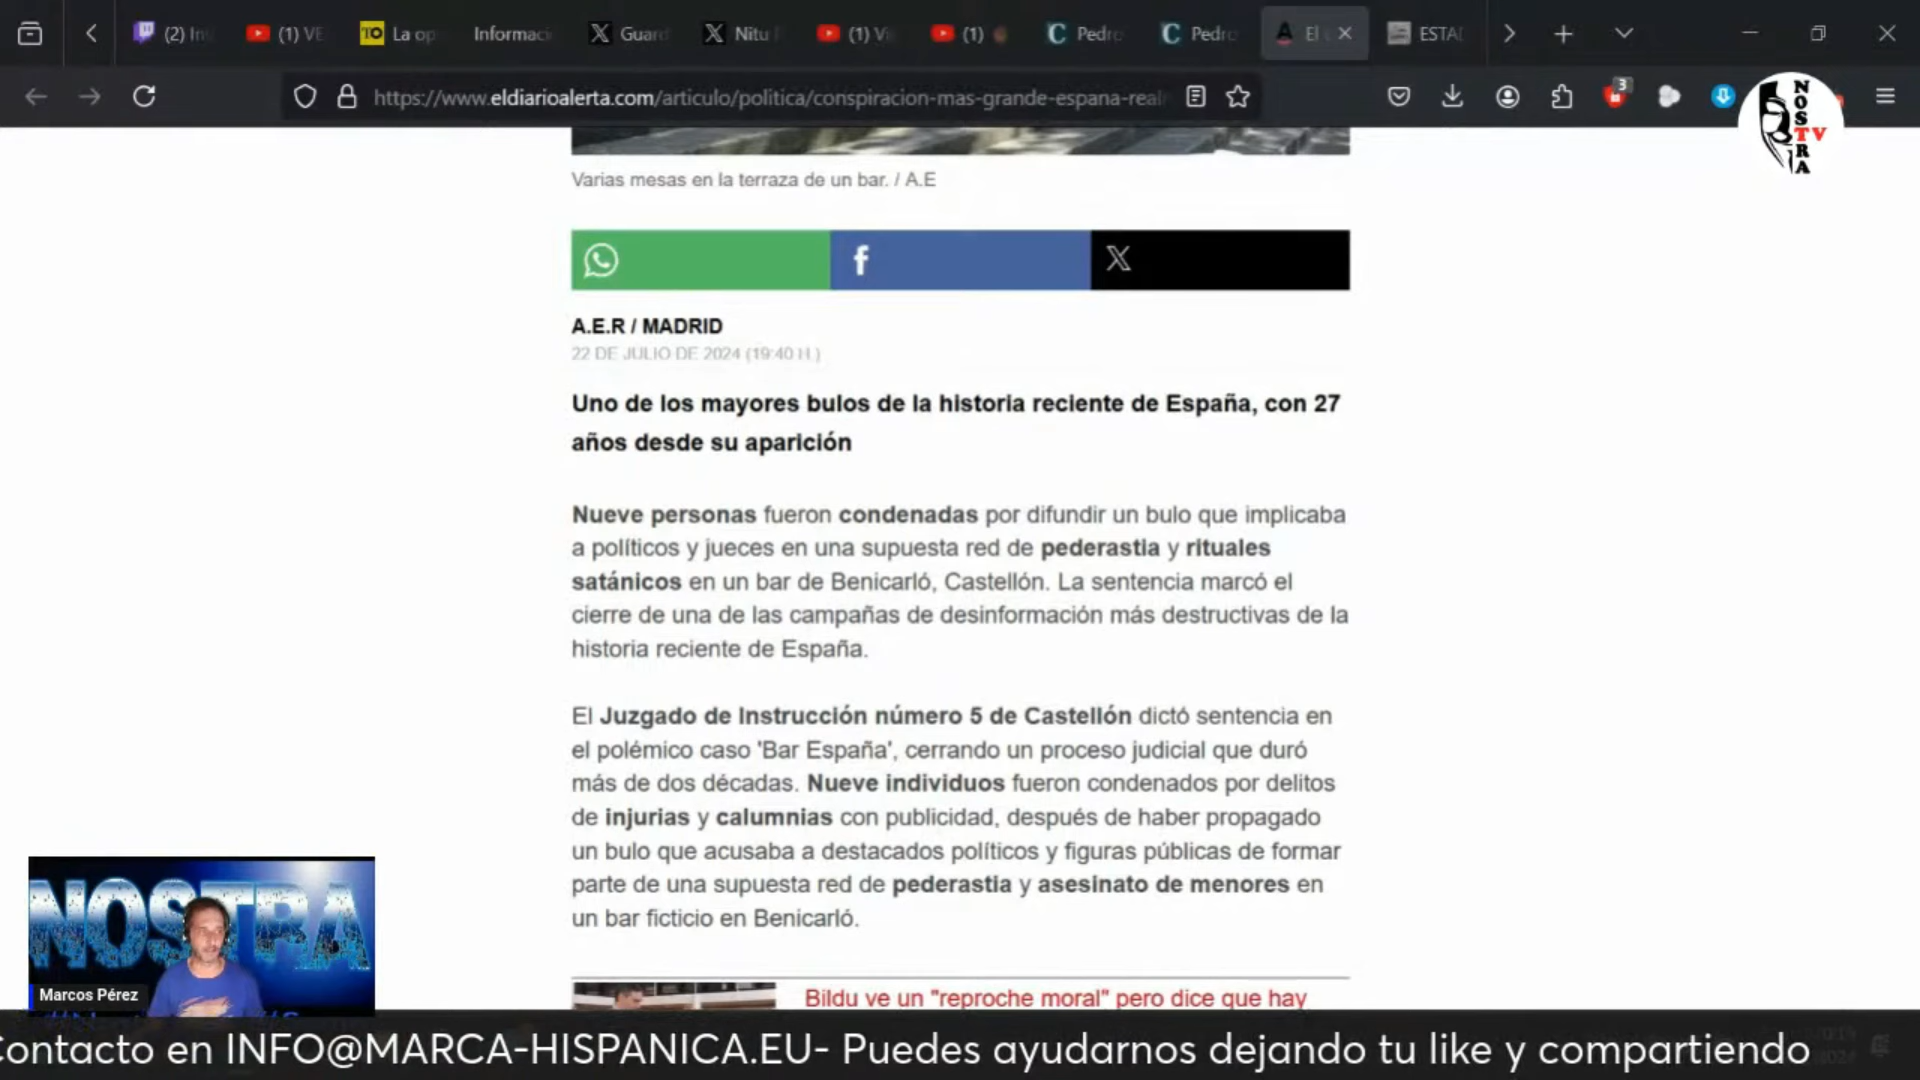 (2) In
(1) VE
TO La op
Informaci
Guard
Nitu
(1) Vi
(1)
C Pedro
C Pedro
El
ESTA
https://www.eldiarioalerta.com/articulo/politica/conspiracion-mas-grande-espana-real
3
NOSTRA
TV
Varias mesas en la terraza de un bar. / A.E
A.E.R / MADRID
22 DE JULIO DE 2024 (19:40 H.)
Uno de los mayores bulos de la historia reciente de España, con 27
años desde su aparición
Nueve personas fueron condenadas por difundir un bulo que implicaba
a políticos y jueces en una supuesta red de pederastia y rituales
satánicos en un bar de Benicarló, Castellón. La sentencia marcó el
cierre de una de las campañas de desinformación más destructivas de la
historia reciente de España.
El Juzgado de Instrucción número 5 de Castellón dictó sentencia en
el polémico caso 'Bar España', cerrando un proceso judicial que duró
más de dos décadas. Nueve individuos fueron condenados por delitos
de injurias y calumnias con publicidad, después de haber propagado
un bulo que acusaba a destacados políticos y figuras públicas de formar
parte de una supuesta red de pederastia y asesinato de menores en
un bar ficticio en Benicarló.
Bildu ve un "reproche moral" pero dice que hay
NOSTRA
Marcos Pérez
Contacto en INFO@MARCA-HISPANICA.EU- Puedes ayudarnos dejando tu like y compartiendo